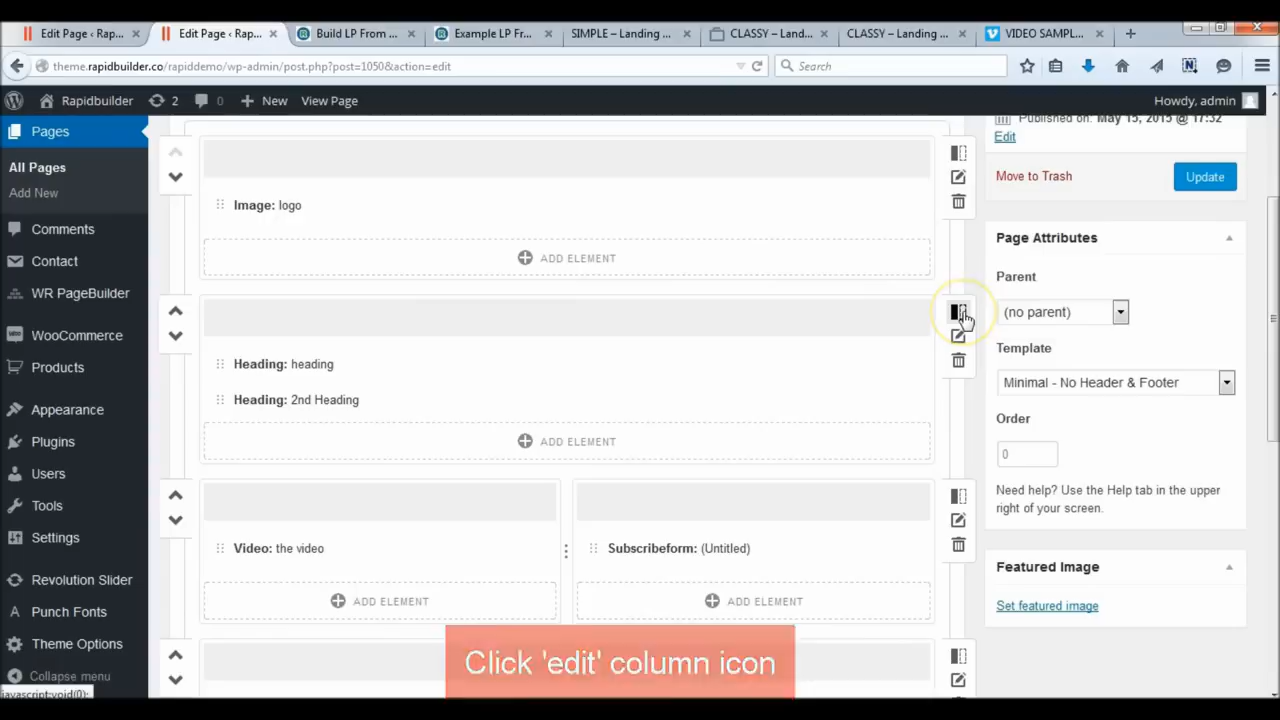 Edit Page ‹ Rap...
Edit Page ‹ Rap...
Build LP From ...
Example LP Fr...
SIMPLE – Landing ...
CLASSY – Land...
CLASSY – Landing ...
VIDEO SAMPL...
theme.rapidbuilder.co/rapiddemo/wp-admin/post.php?post=1050&action=edit
Search
Rapidbuilder
2
0
New
View Page
Howdy, admin
Pages
All Pages
Add New
Comments
Contact
WR PageBuilder
WooCommerce
Products
Appearance
Plugins
Users
Tools
Settings
Revolution Slider
Punch Fonts
Theme Options
Collapse menu
javascript:void(0);
Image: logo
ADD ELEMENT
Heading: heading
Heading: 2nd Heading
ADD ELEMENT
Video: the video
Subscribeform: (Untitled)
ADD ELEMENT
ADD ELEMENT
Click 'edit' column icon
Published on: May 15, 2015 @ 17:32
Edit
Move to Trash
Update
Page Attributes
Parent
(no parent)
Template
Minimal - No Header & Footer
Order
0
Need help? Use the Help tab in the upper
right of your screen.
Featured Image
Set featured image